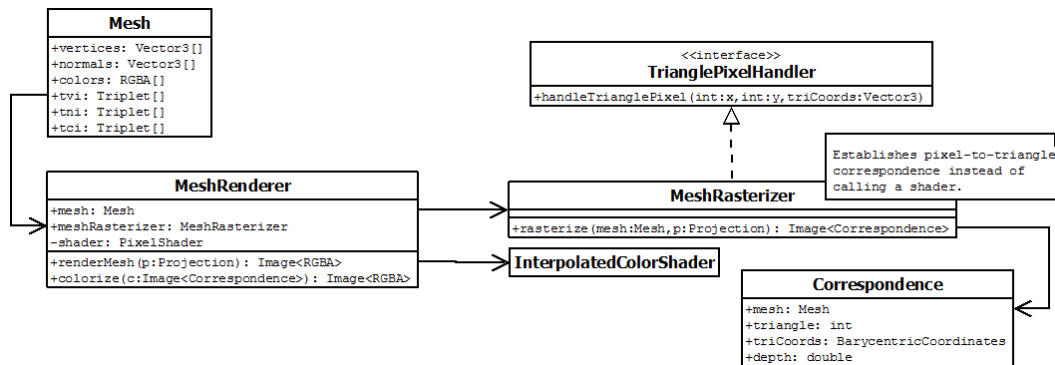 Mesh
+vertices: Vector3[]
+normals: Vector3[]
+colors: RGBA[]
+tvi: Triplet[]
+tni: Triplet[]
+tci: Triplet[]
<<interface>>
TrianglePixelHandler
+handleTrianglePixel(int:x,int:y,triCoords:Vector3)
Establishes pixel-to-triangle
correspondence instead of
calling a shader.
MeshRenderer
+mesh: Mesh
+meshRasterizer: MeshRasterizer
-shader: PixelShader
+renderMesh(p:Projection): Image<RGBA>
+colorize(c:Image<Correspondence>): Image<RGBA>
MeshRasterizer
+rasterize(mesh:Mesh,p:Projection): Image<Correspondence>
InterpolatedColorShader
Correspondence
+mesh: Mesh
+triangle: int
+triCoords: BarycentricCoordinates
+depth: double